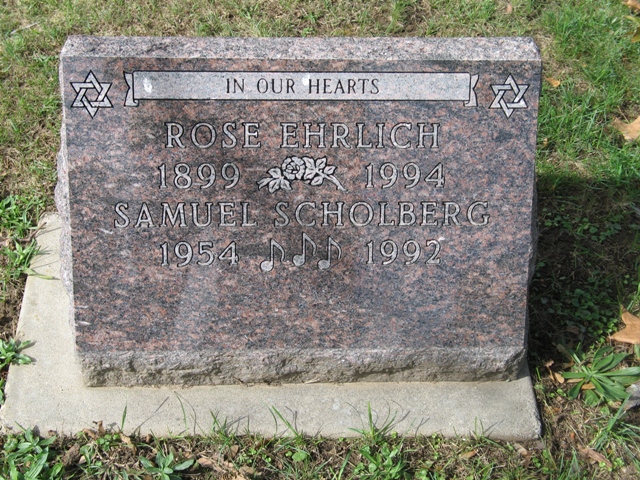 IN OUR HEARTS
ROSE EHRLICH
1899 1994
SAMUEL SCHOLBERG
1954 1992